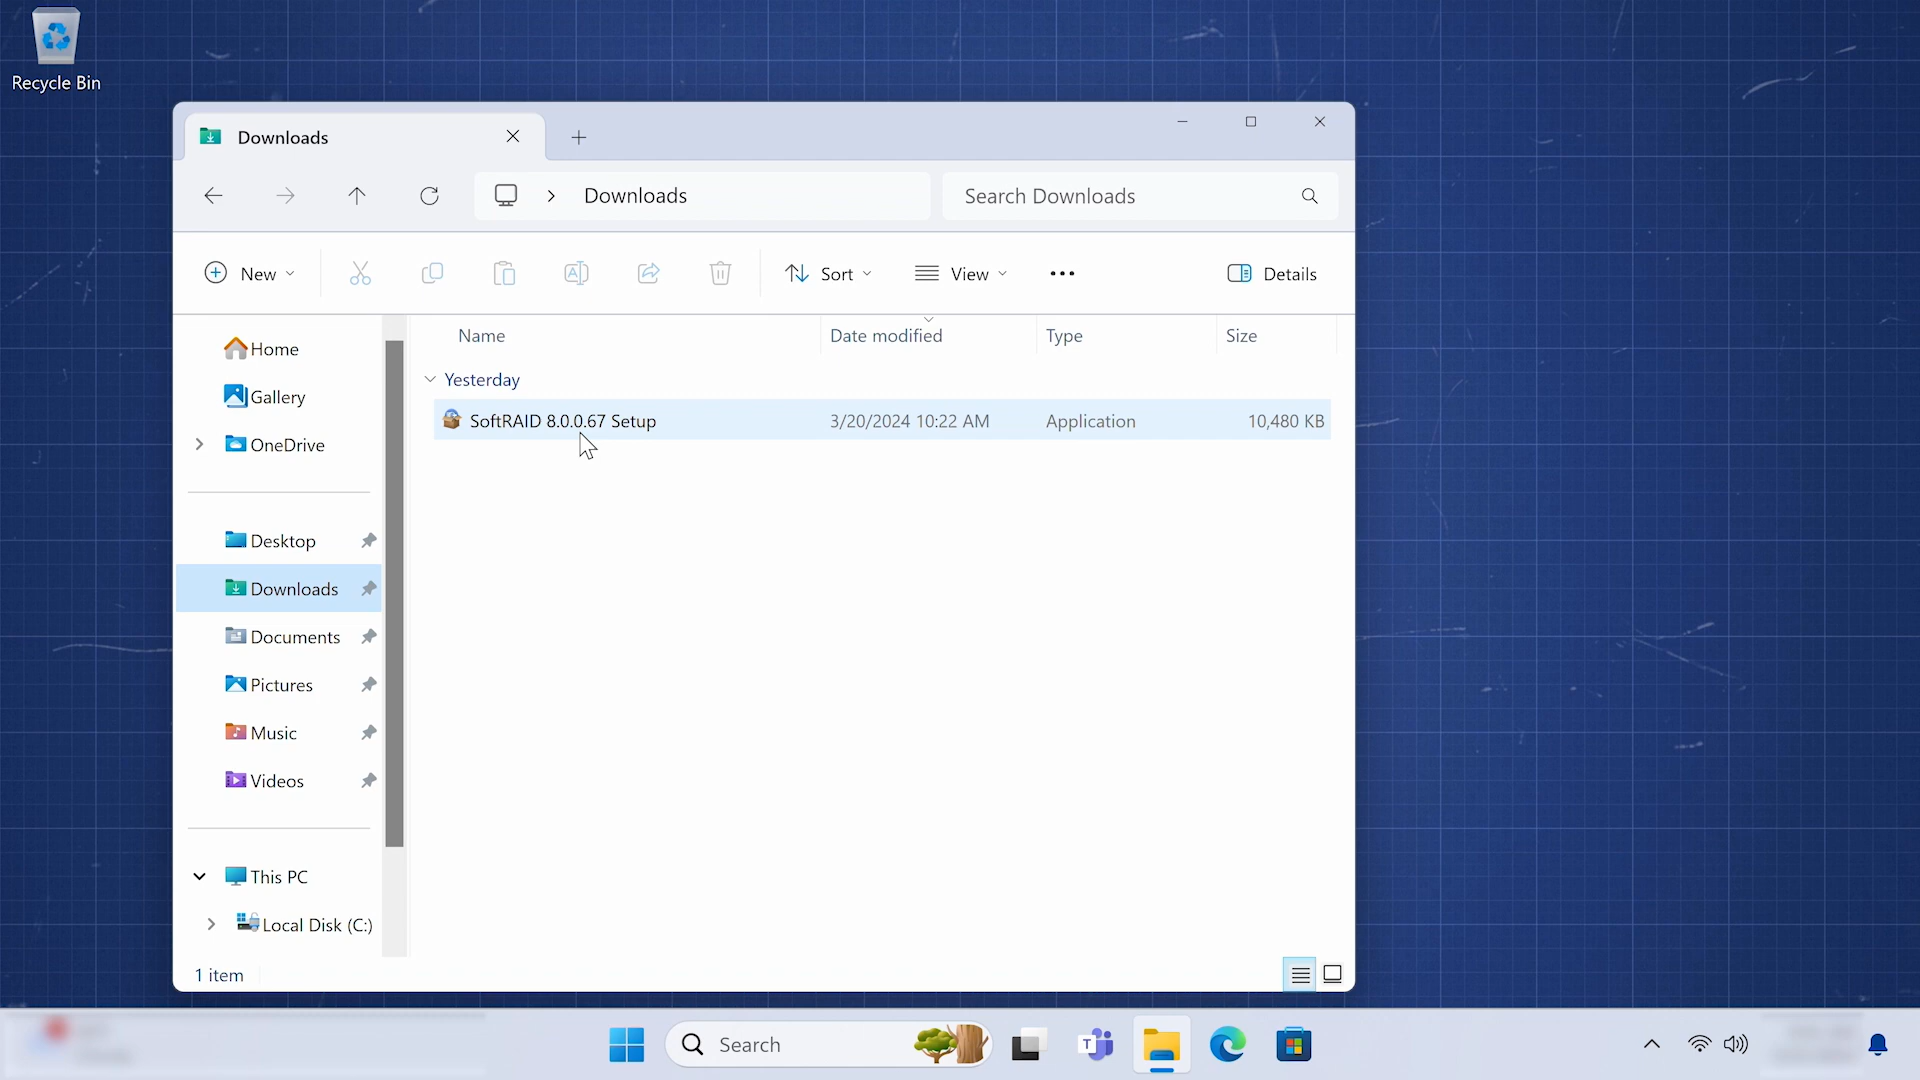 Recycle Bin
Downloads
Downloads
Search Downloads
New
Sort
View
Details
Name
Date modified
Type
Size
Home
Gallery
OneDrive
Desktop
Downloads
Documents
Pictures
Music
Videos
This PC
Local Disk (C:)
Yesterday
SoftRAID 8.0.0.67 Setup
3/20/2024 10:22 AM
Application
10,480 KB
1 item
Search